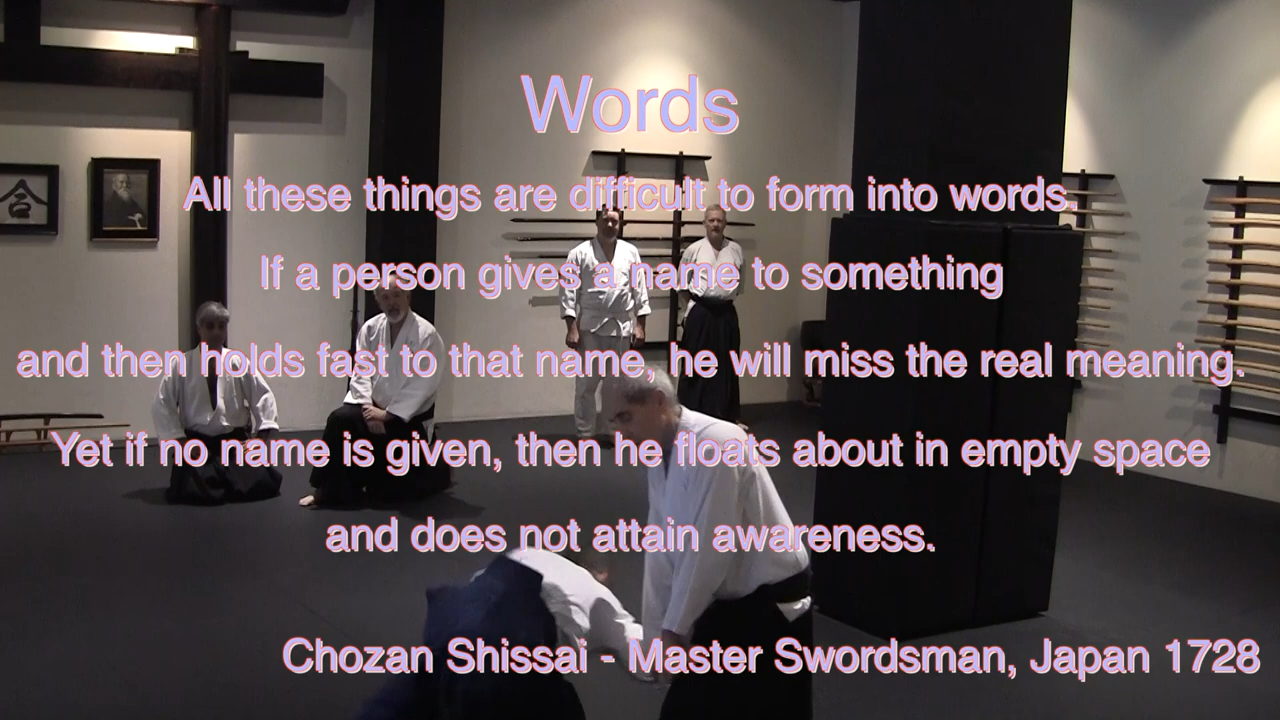 Words
All these things are difficult to form into words.
If a person gives a name to something
and then holds fast to that name, he will miss the real meaning.
Yet if no name is given, then he floats about in empty space
and does not attain awareness.
Chozan Shissai - Master Swordsman, Japan 1728
合